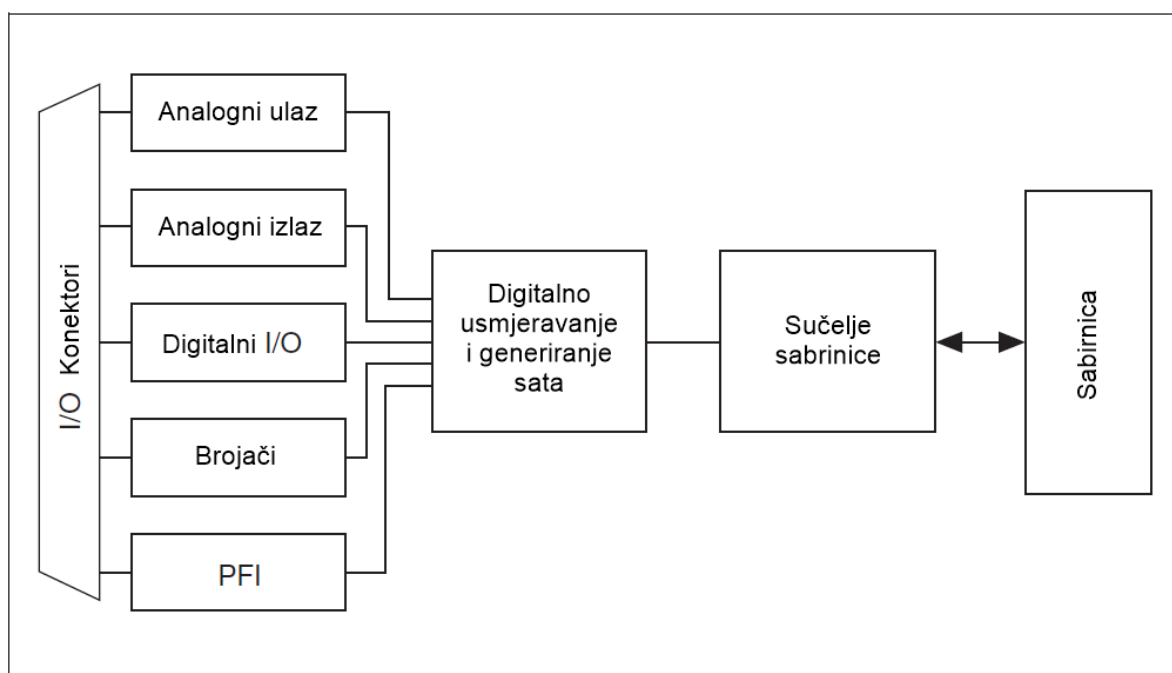 I/O Konektori
Analogni ulaz
Analogni izlaz
Digitalni I/O
Brojači
PFI
Digitalno
usmjeravanje
i generiranje
sata
Sučelje
sabrinice
Sabirnica